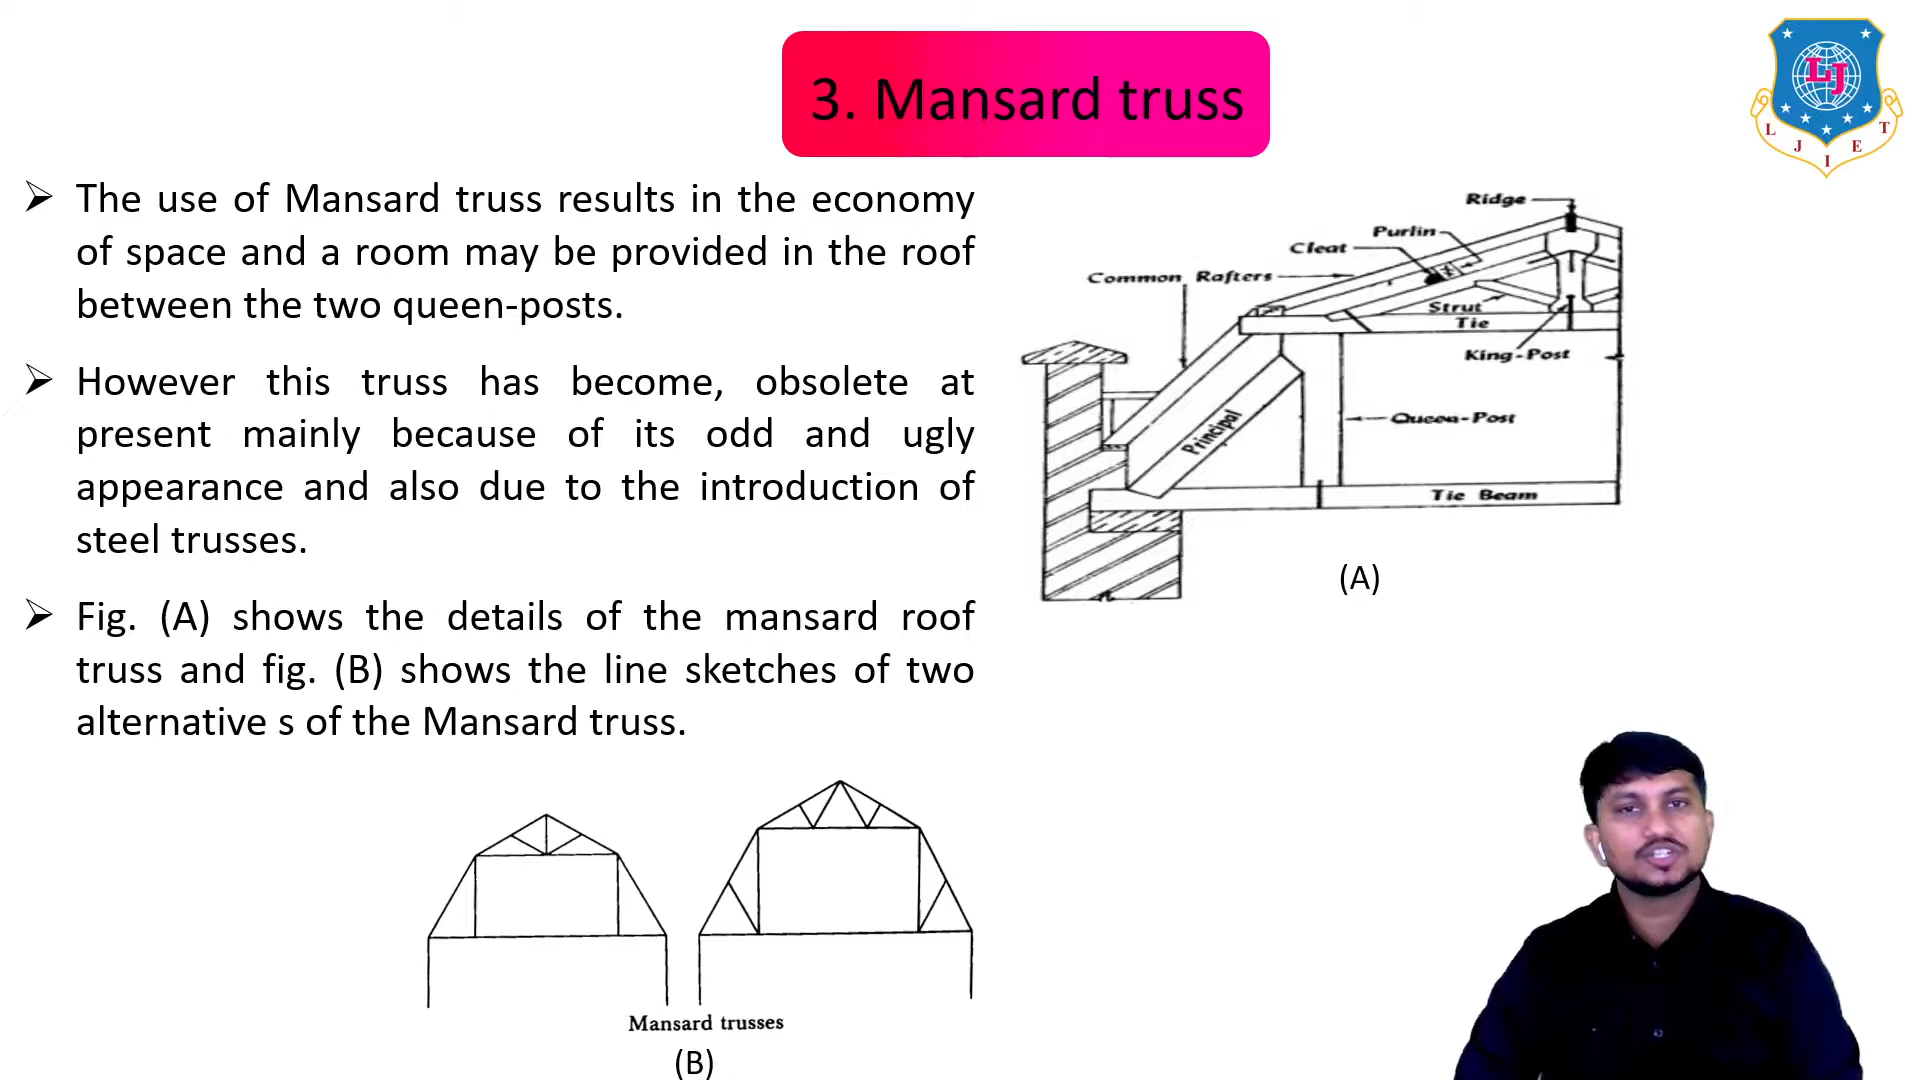 3. Mansard truss
L
J
I
E
T
LJ
➢ The use of Mansard truss results in the economy
of space and a room may be provided in the roof
between the two queen-posts.
➢ However this truss has become, obsolete at
present mainly because of its odd and ugly
appearance and also due to the introduction of
steel trusses.
➢ Fig. (A) shows the details of the mansard roof
truss and fig. (B) shows the line sketches of two
alternative s of the Mansard truss.
Ridge
Purlin
Cleat
Common Rafters
Strut
Tie
King-Post
Queen-Post
Principal
Tie Beam
(A)
Mansard trusses
(B)